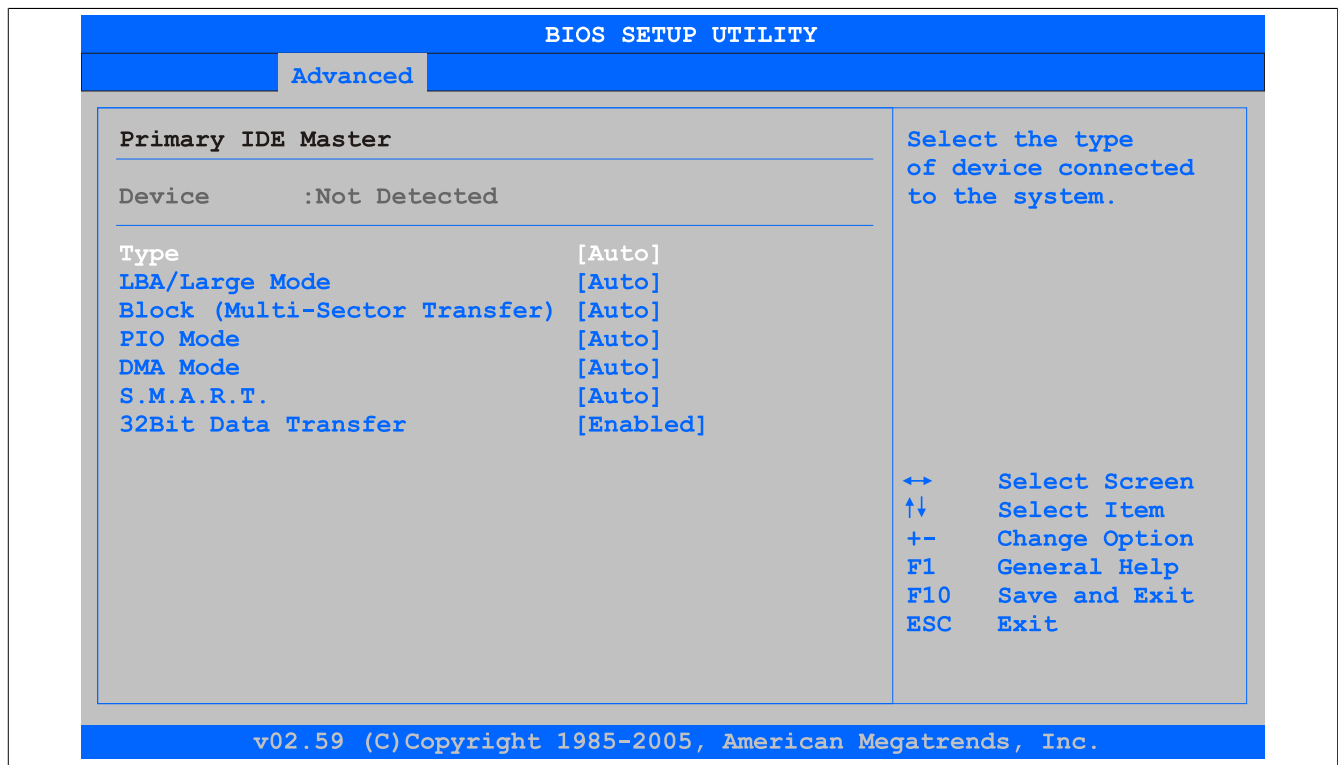 BIOS SETUP UTILITY
Advanced
Primary IDE Master
Device :Not Detected
Type [Auto]
LBA/Large Mode [Auto]
Block (Multi-Sector Transfer) [Auto]
PIO Mode [Auto]
DMA Mode [Auto]
S.M.A.R.T. [Auto]
32Bit Data Transfer [Enabled]
Select the type
of device connected
to the system.
↔ Select Screen
↑↓ Select Item
+- Change Option
F1 General Help
F10 Save and Exit
ESC Exit
v02.59 (C)Copyright 1985-2005, American Megatrends, Inc.